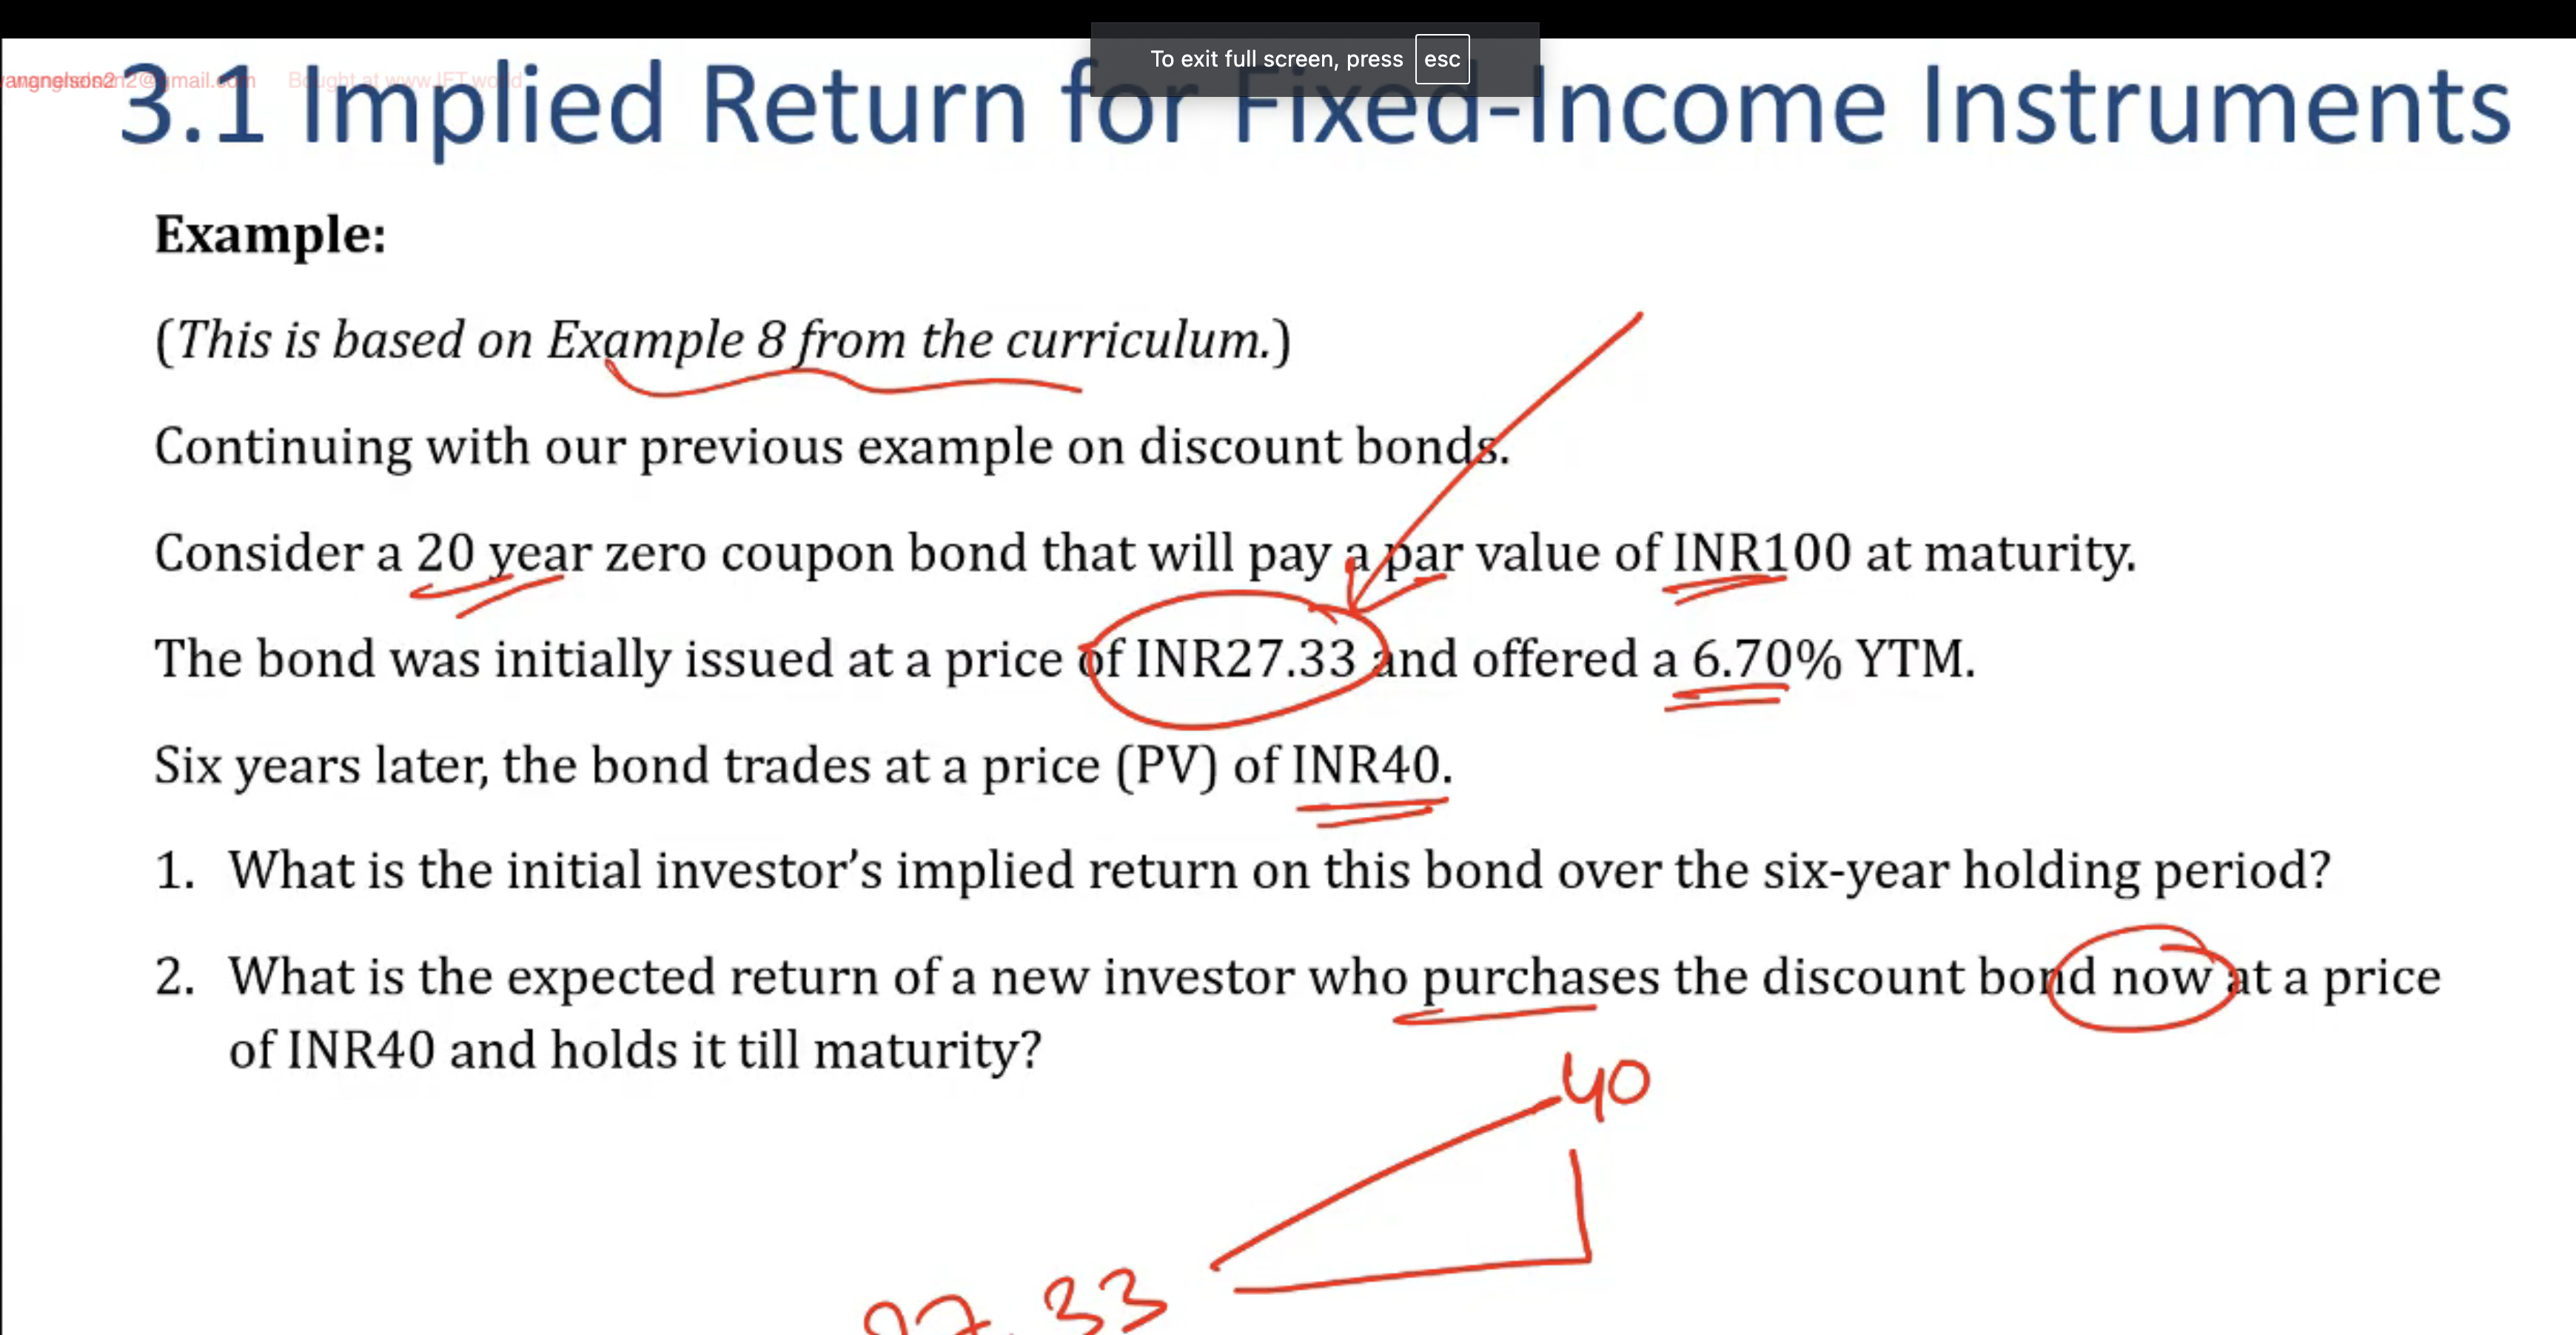 To exit full screen, press esc
Bought at www.IFT.world
3.1 Implied Return for Fixed-Income Instruments
Example:
(This is based on Example 8 from the curriculum.)
Continuing with our previous example on discount bonds.
Consider a 20 year zero coupon bond that will pay a par value of INR100 at maturity.
The bond was initially issued at a price of INR27.33 and offered a 6.70% YTM.
Six years later, the bond trades at a price (PV) of INR40.
1. What is the initial investor’s implied return on this bond over the six-year holding period?
2. What is the expected return of a new investor who purchases the discount bond now at a price
of INR40 and holds it till maturity?
40
27.33